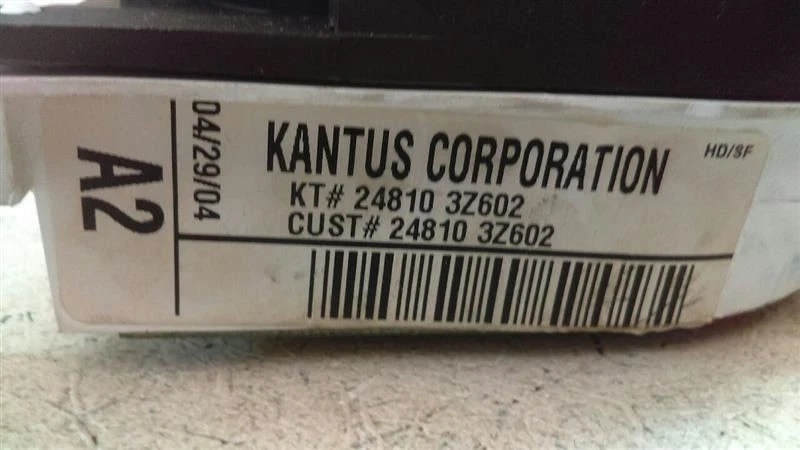 A2
04/29/04
KANTUS CORPORATION
HD/SF
KT# 24810 3Z602
CUST# 24810 3Z602